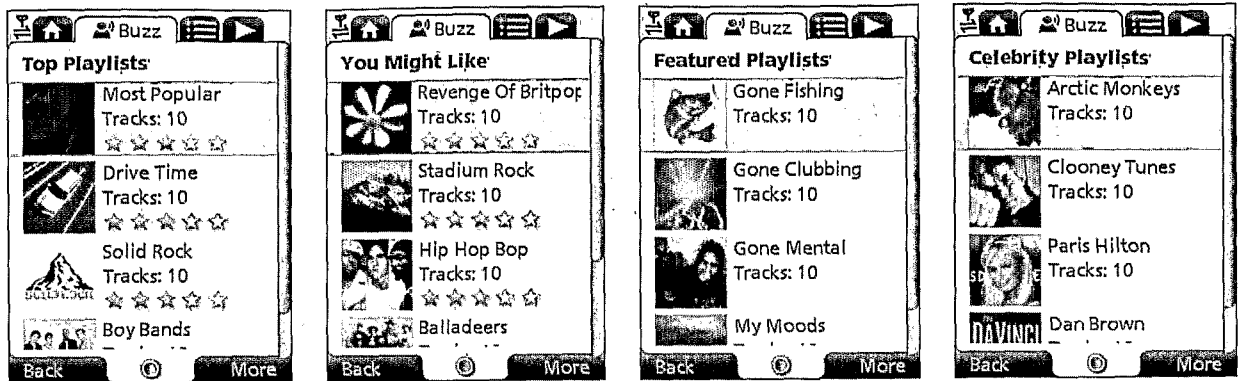 Buzz
Top Playlists
Most Popular
Tracks: 10
Drive Time
Tracks: 10
Solid Rock
Tracks: 10
Boy Bands
Back
More
Buzz
You Might Like
Revenge Of Britpop
Tracks: 10
Stadium Rock
Tracks: 10
Hip Hop Bop
Tracks: 10
Balladeers
Back
More
Buzz
Featured Playlists
Gone Fishing
Tracks: 10
Gone Clubbing
Tracks: 10
Gone Mental
Tracks: 10
My Moods
Back
More
Buzz
Celebrity Playlists
Arctic Monkeys
Tracks: 10
Clooney Tunes
Tracks: 10
Paris Hilton
Tracks: 10
Dan Brown
DAVINCI
Back
More